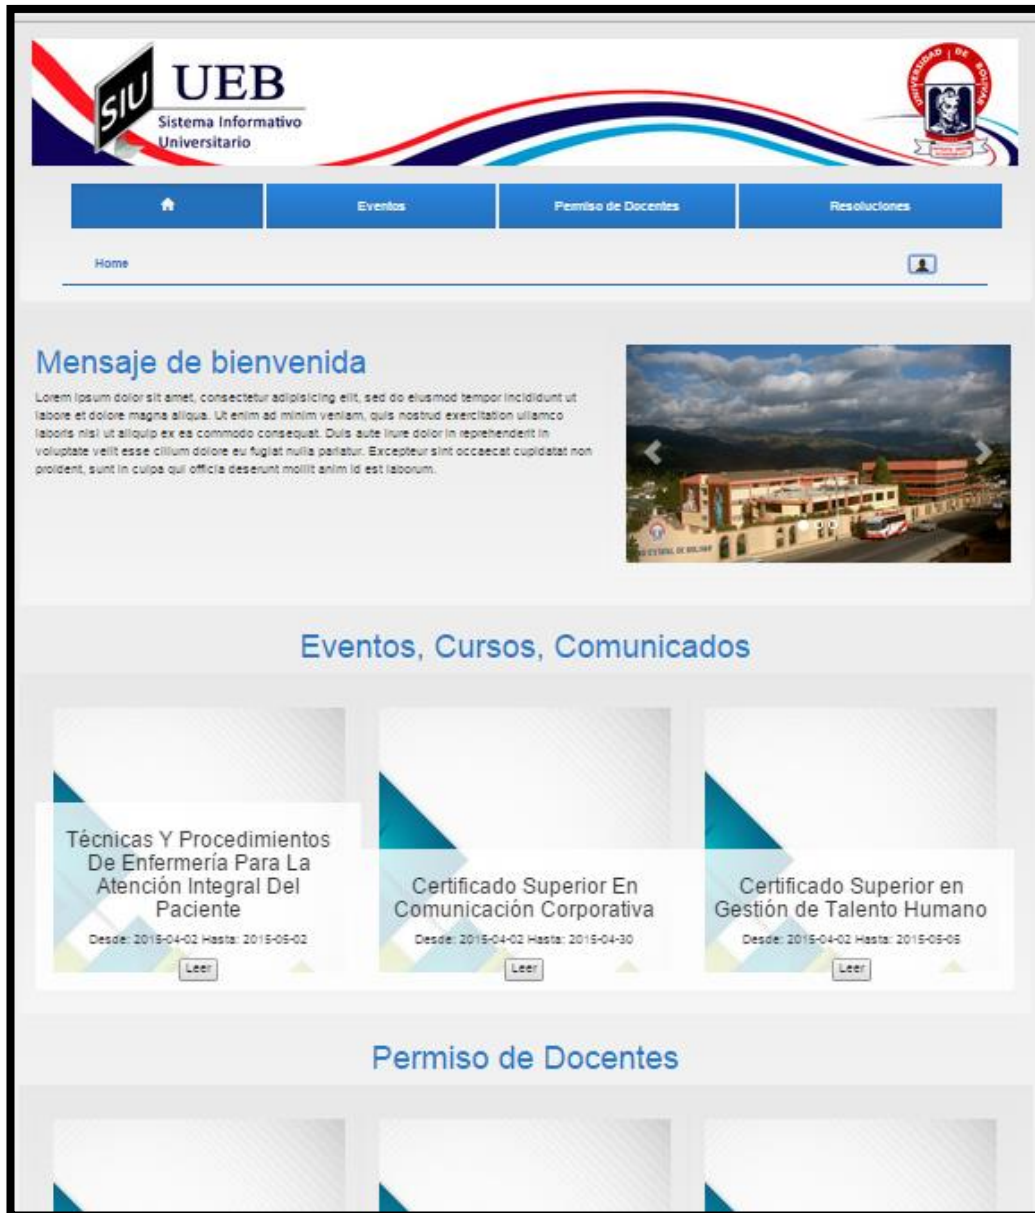 SIU
UEB
Sistema Informativo
Universitario
UNIVERSIDAD DE BOLIVAR
Eventos
Permiso de Docentes
Resoluciones
Home
Mensaje de bienvenida
Lorem ipsum dolor sit amet, consectetur adipisicing elit, sed do eiusmod tempor incididunt ut
labore et dolore magna aliqua. Ut enim ad minim veniam, quis nostrud exercitation ullamco
laboris nisi ut aliquip ex ea commodo consequat. Duis aute irure dolor in reprehenderit in
voluptate velit esse cillum dolore eu fugiat nulla pariatur. Excepteur sint occaecat cupidatat non
proident, sunt in culpa qui officia deserunt mollit anim id est laborum.
ESTATAL DE BOLIVAR
Eventos, Cursos, Comunicados
Técnicas Y Procedimientos
De Enfermería Para La
Atención Integral Del
Paciente
Desde: 2015-04-02 Hasta: 2015-05-02
Leer
Certificado Superior En
Comunicación Corporativa
Desde: 2015-04-02 Hasta: 2015-04-30
Leer
Certificado Superior en
Gestión de Talento Humano
Desde: 2015-04-02 Hasta: 2015-05-05
Leer
Permiso de Docentes